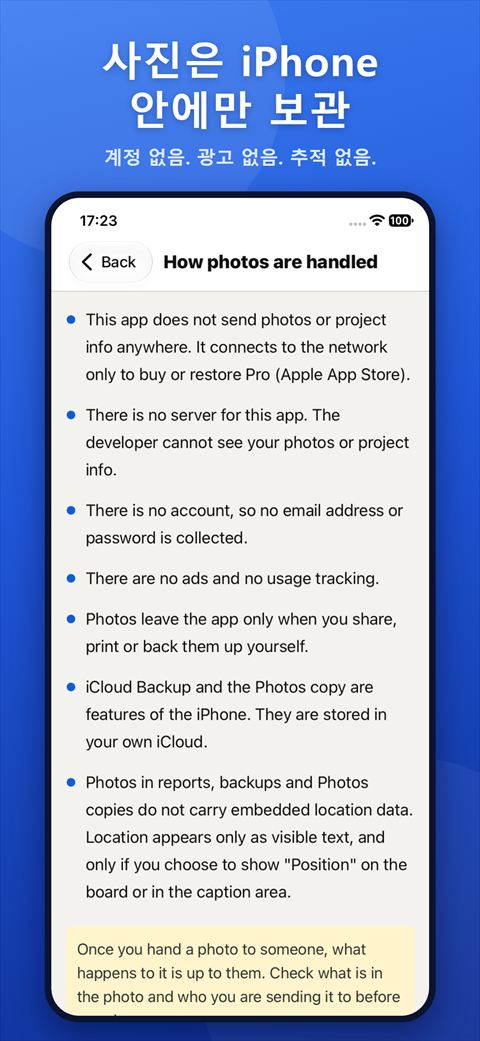 사진은 iPhone
안에만 보관
계정 없음. 광고 없음. 추적 없음.
17:23
100
Back
How photos are handled
This app does not send photos or project
info anywhere. It connects to the network
only to buy or restore Pro (Apple App Store).
There is no server for this app. The
developer cannot see your photos or project
info.
There is no account, so no email address or
password is collected.
There are no ads and no usage tracking.
Photos leave the app only when you share,
print or back them up yourself.
iCloud Backup and the Photos copy are
features of the iPhone. They are stored in
your own iCloud.
Photos in reports, backups and Photos
copies do not carry embedded location data.
Location appears only as visible text, and
only if you choose to show "Position" on the
board or in the caption area.
Once you hand a photo to someone, what
happens to it is up to them. Check what is in
the photo and who you are sending it to before